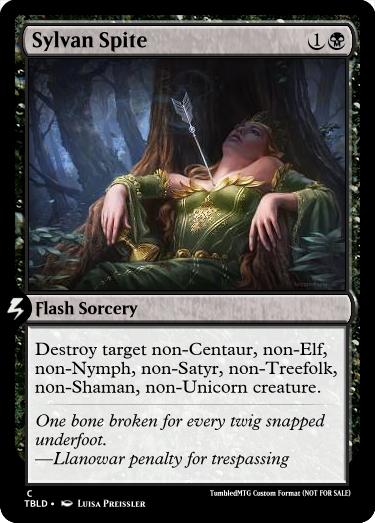 Sylvan Spite 1
Flash Sorcery
Destroy target non-Centaur, non-Elf,
non-Nymph, non-Satyr, non-Treefolk,
non-Shaman, non-Unicorn creature.
One bone broken for every twig snapped
underfoot.
—Llanowar penalty for trespassing
C
TBLD • Luisa Preissler
TumbledMTG Custom Format (NOT FOR SALE)